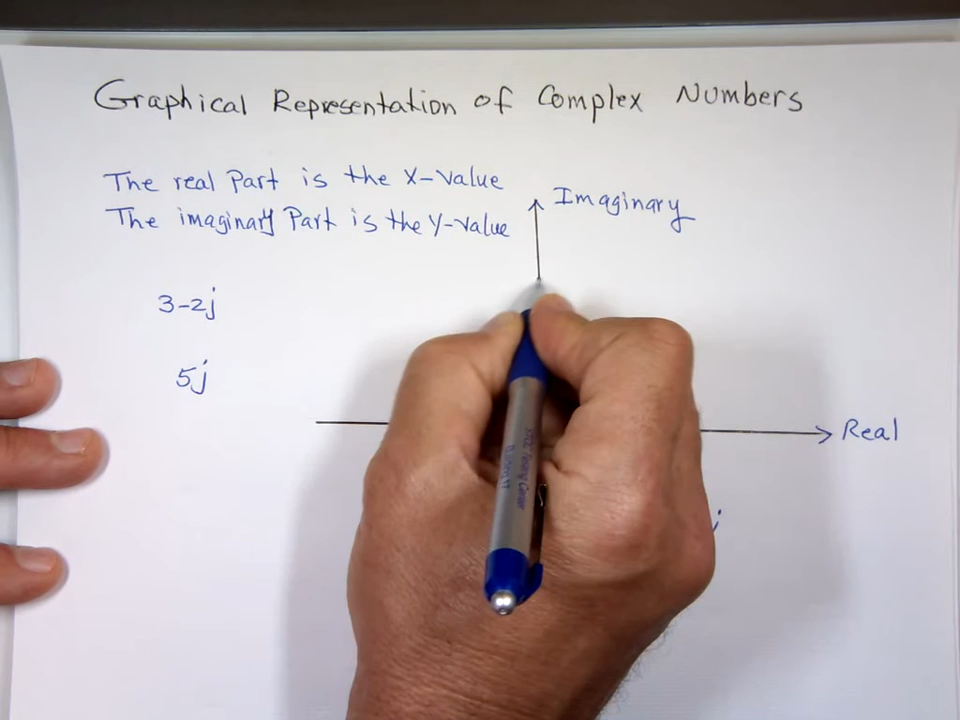 Graphical Representation of Complex Numbers
The real Part is the X-Value
The imaginary Part is the Y-Value
Imaginary
3-2j
5j
Real
j